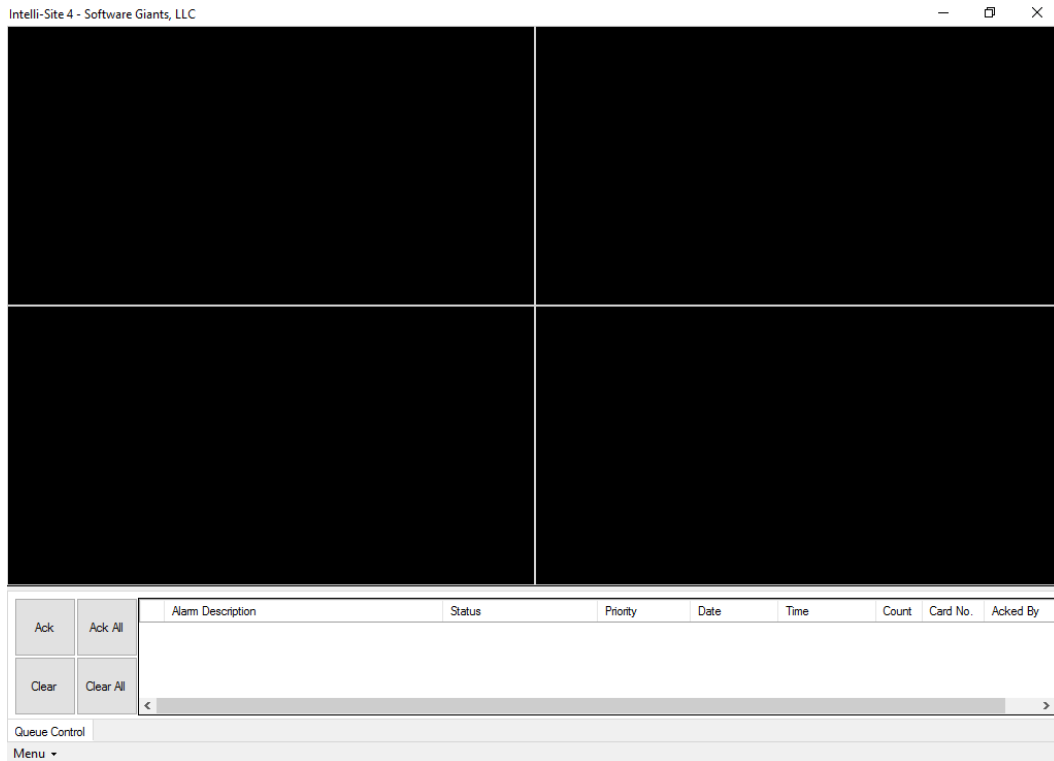 Intelli-Site 4 - Software Giants, LLC
Alarm Description Status Priority Date Time Count Card No. Acked By
Ack Ack All
Clear Clear All
Queue Control
Menu